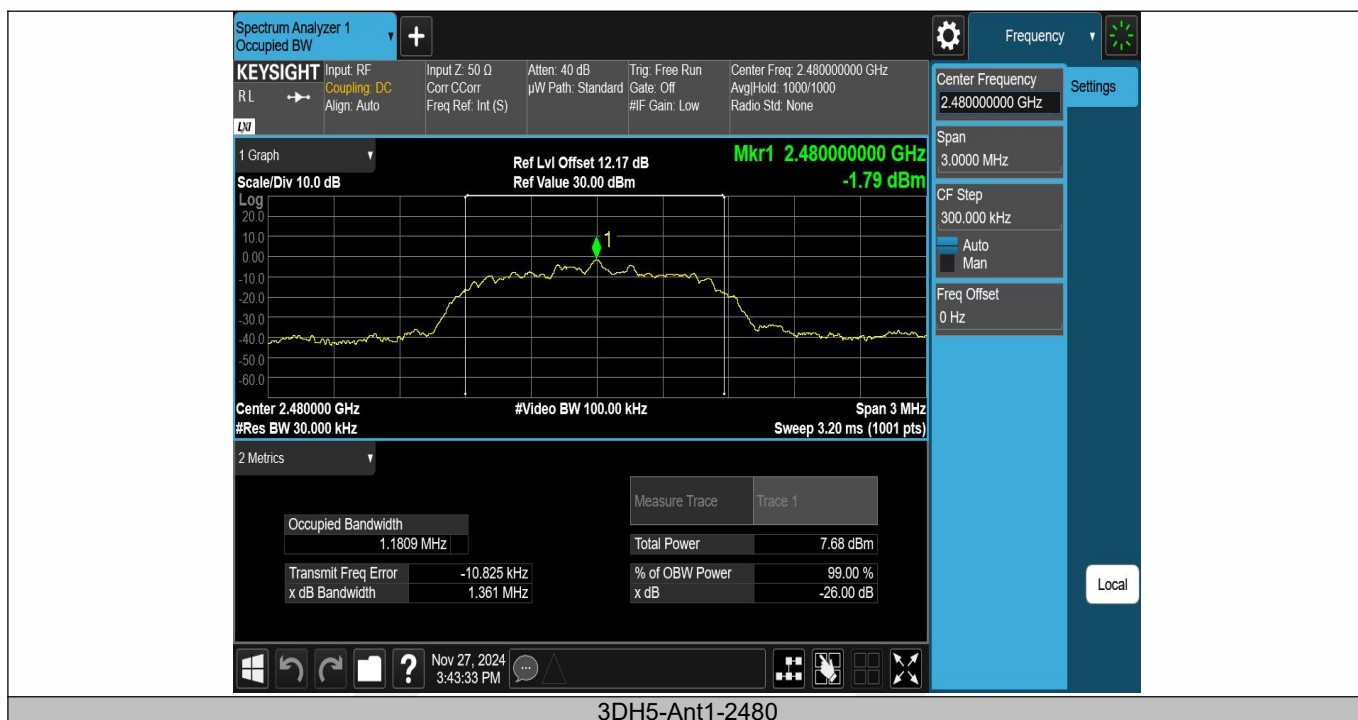 Spectrum Analyzer 1
Occupied BW
+
Frequency
KEYSIGHT
R L
LXI
Input: RF
Coupling: DC
Align: Auto
Input Z: 50 Ω
Corr CCorr
Freq Ref: Int (S)
Atten: 40 dB
µW Path: Standard
Trig: Free Run
Gate: Off
#IF Gain: Low
Center Freq: 2.480000000 GHz
Avg|Hold: 1000/1000
Radio Std: None
1 Graph
Scale/Div 10.0 dB
Ref Lvl Offset 12.17 dB
Ref Value 30.00 dBm
Mkr1 2.480000000 GHz
-1.79 dBm
Log
20.0
10.0
0.00
-10.0
-20.0
-30.0
-40.0
-50.0
-60.0
1
Center 2.480000 GHz
#Res BW 30.000 kHz
#Video BW 100.00 kHz
Span 3 MHz
Sweep 3.20 ms (1001 pts)
2 Metrics
Measure Trace Trace 1
Occupied Bandwidth
1.1809 MHz
Total Power 7.68 dBm
Transmit Freq Error -10.825 kHz
% of OBW Power 99.00 %
x dB Bandwidth 1.361 MHz
x dB -26.00 dB
Center Frequency
2.480000000 GHz
Settings
Span
3.0000 MHz
CF Step
300.000 kHz
Auto
Man
Freq Offset
0 Hz
Local
?
Nov 27, 2024
3:43:33 PM
3DH5-Ant1-2480